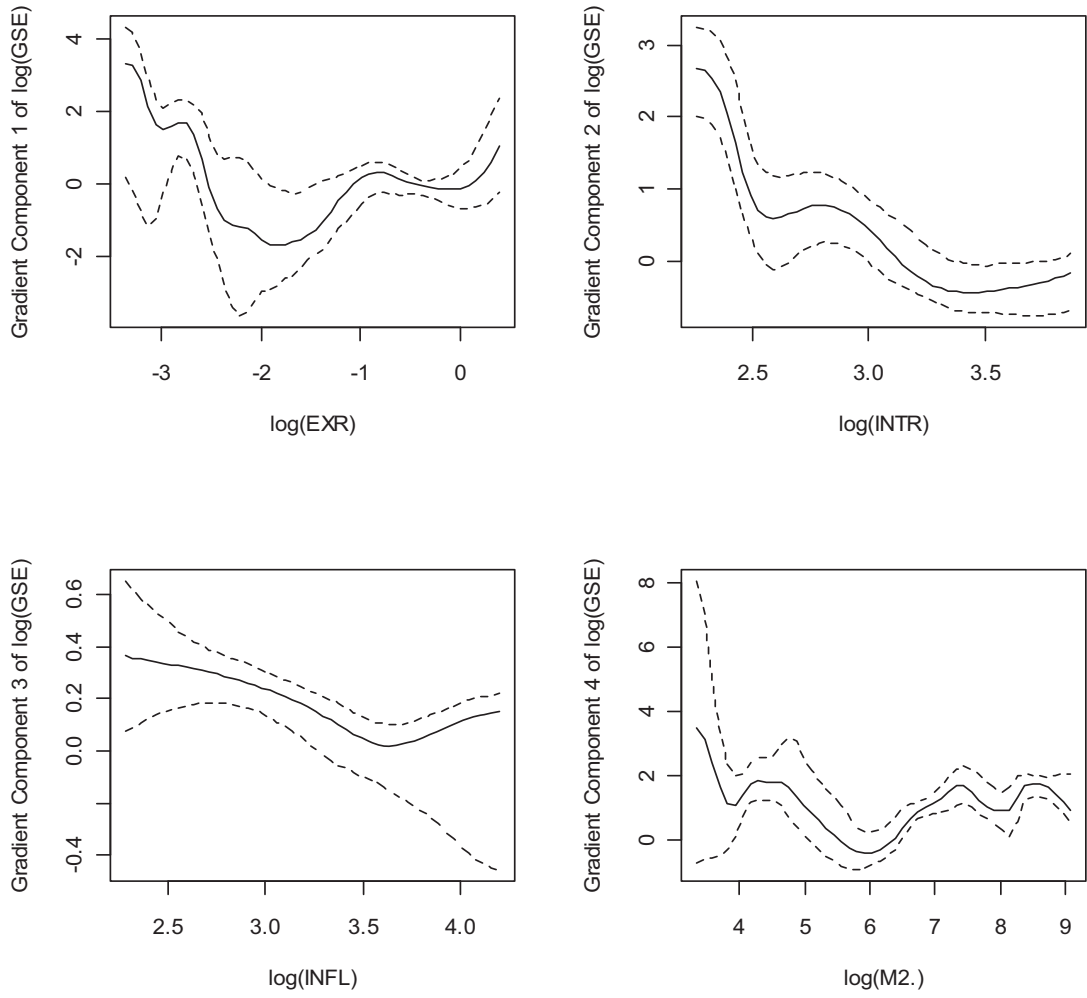 Gradient Component 1 of log(GSE)
4
2
0
-2
-3 -2 -1 0
log(EXR)
Gradient Component 2 of log(GSE)
3
2
1
0
2.5 3.0 3.5
log(INTR)
Gradient Component 3 of log(GSE)
0.6
0.4
0.2
0.0
-0.4
2.5 3.0 3.5 4.0
log(INFL)
Gradient Component 4 of log(GSE)
8
6
4
2
0
4 5 6 7 8 9
log(M2.)